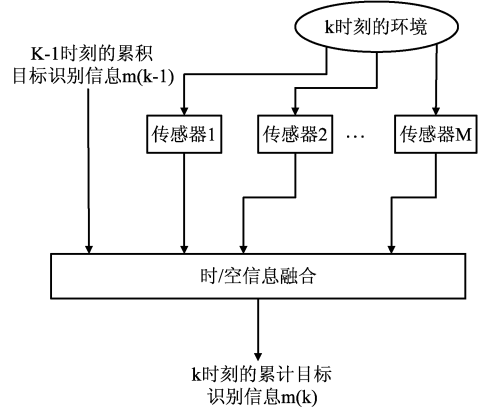 k时刻的环境
K-1时刻的累积
目标识别信息m(k-1)
传感器1
传感器2
…
传感器M
时/空信息融合
k时刻的累计目标
识别信息m(k)